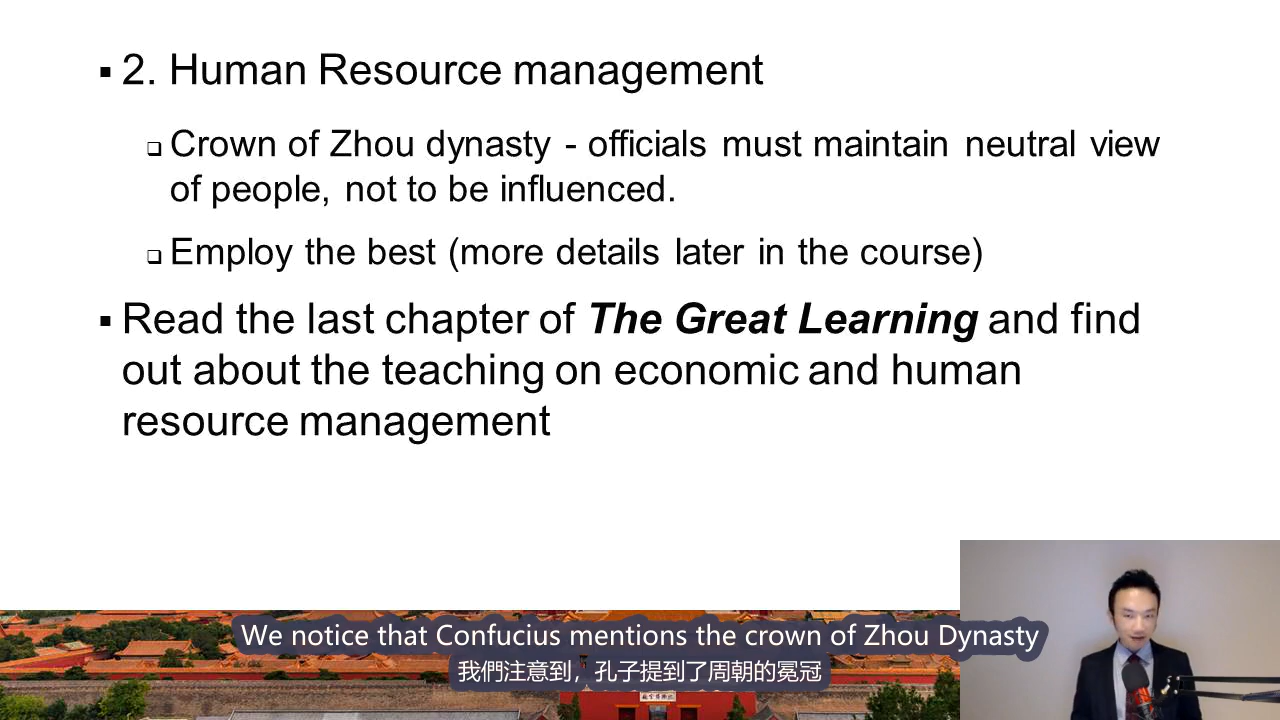 ▪ 2. Human Resource management
❑ Crown of Zhou dynasty - officials must maintain neutral view
of people, not to be influenced.
❑ Employ the best (more details later in the course)
▪ Read the last chapter of The Great Learning and find
out about the teaching on economic and human
resource management
We notice that Confucius mentions the crown of Zhou Dynasty
我們注意到，孔子提到了周朝的冕冠